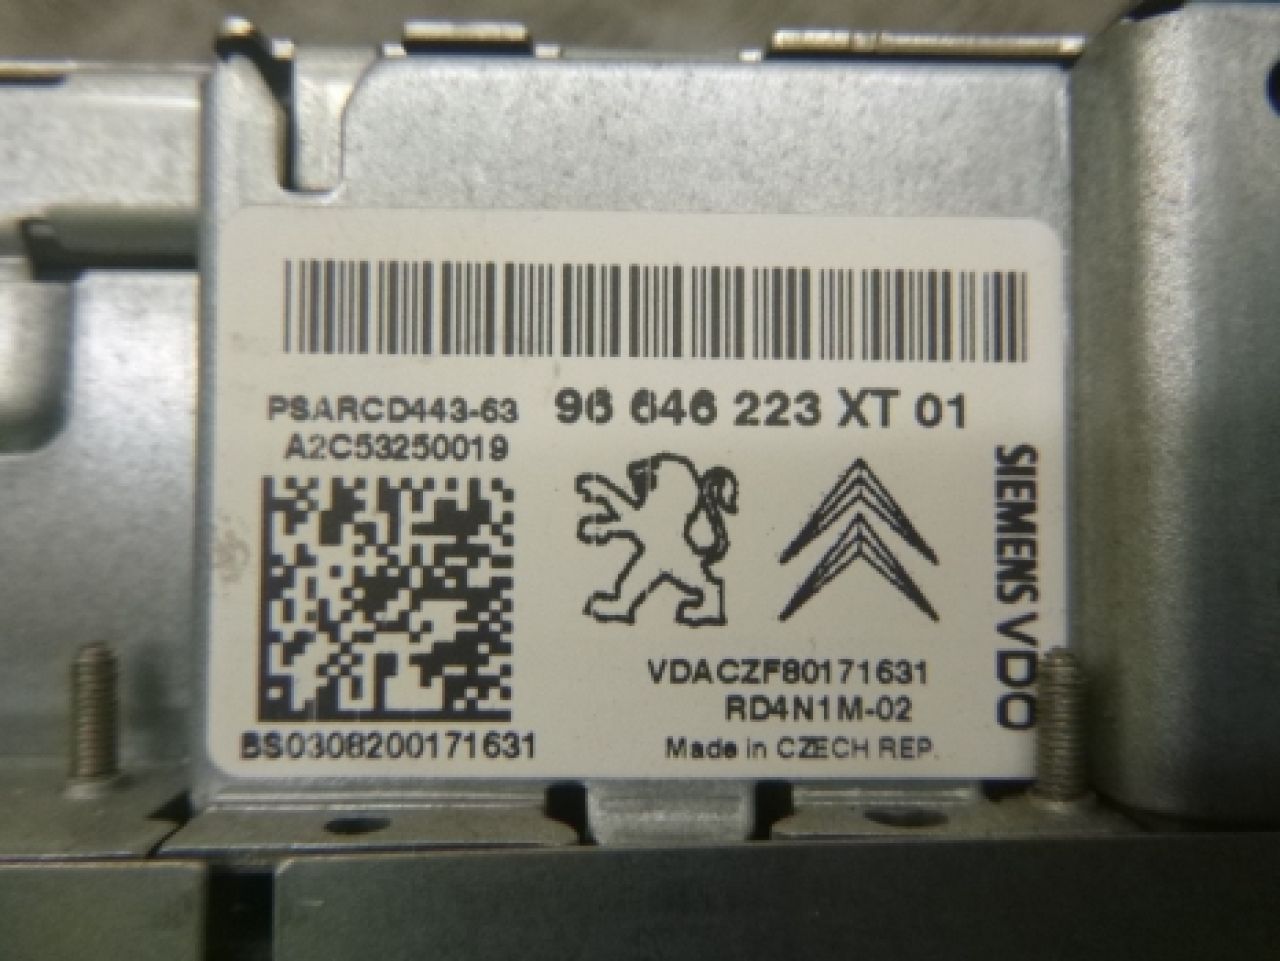 PSARCD443-63 96 646 223 XT 01
A2C53250019
SIEMENS VDO
VDACZF80171631
RD4N1M-02
BS0308200171631 Made in CZECH REP.